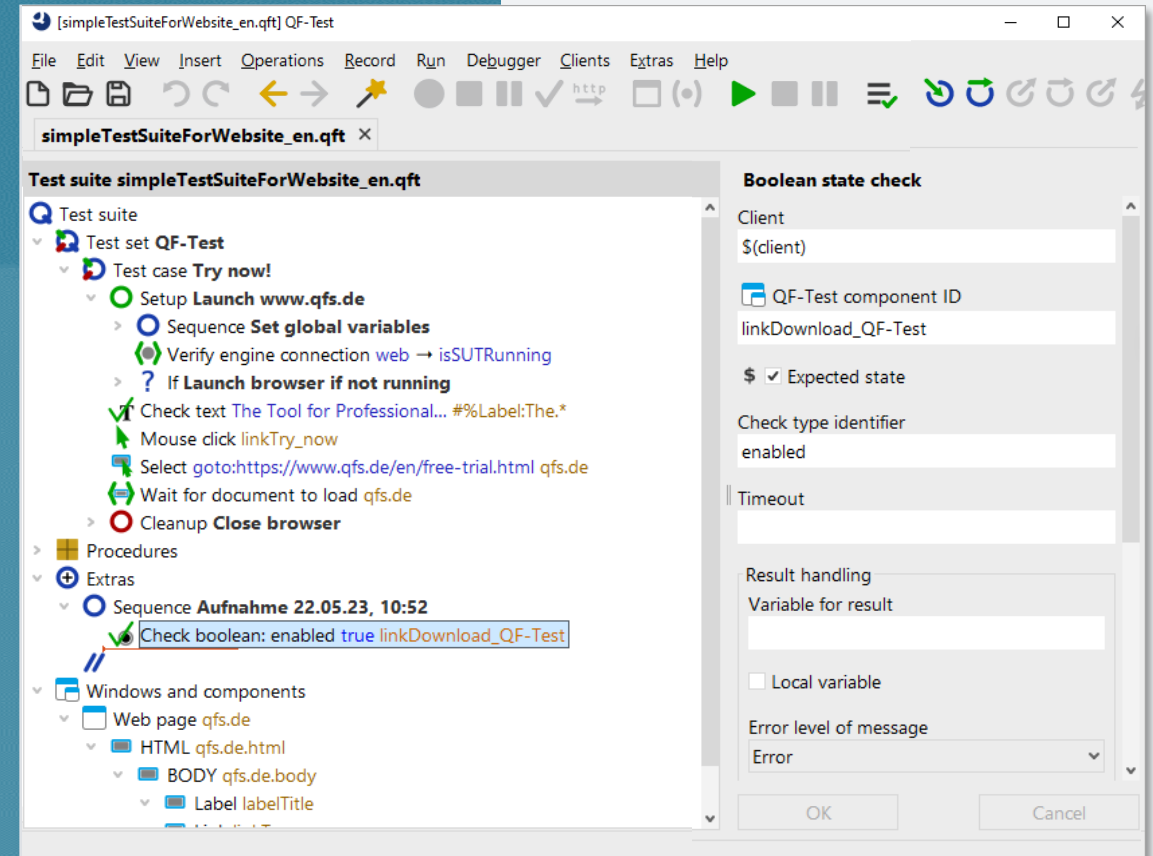 [simpleTestSuiteForWebsite_en.qft] QF-Test
File Edit View Insert Operations Record Run Debugger Clients Extras Help
http
simpleTestSuiteForWebsite_en.qft
Test suite simpleTestSuiteForWebsite_en.qft
Test suite
Test set QF-Test
Test case Try now!
Setup Launch www.qfs.de
Sequence Set global variables
Verify engine connection web → isSUTRunning
? If Launch browser if not running
Check text The Tool for Professional... #%Label:The.*
Mouse click linkTry_now
Select goto:https://www.qfs.de/en/free-trial.html qfs.de
Wait for document to load qfs.de
Cleanup Close browser
Procedures
Extras
Sequence Aufnahme 22.05.23, 10:52
Check boolean: enabled true linkDownload_QF-Test
//
Windows and components
Web page qfs.de
HTML qfs.de.html
BODY qfs.de.body
Label labelTitle
Boolean state check
Client
$(client)
QF-Test component ID
linkDownload_QF-Test
$ Expected state
Check type identifier
enabled
Timeout
Result handling
Variable for result
Local variable
Error level of message
Error
OK Cancel